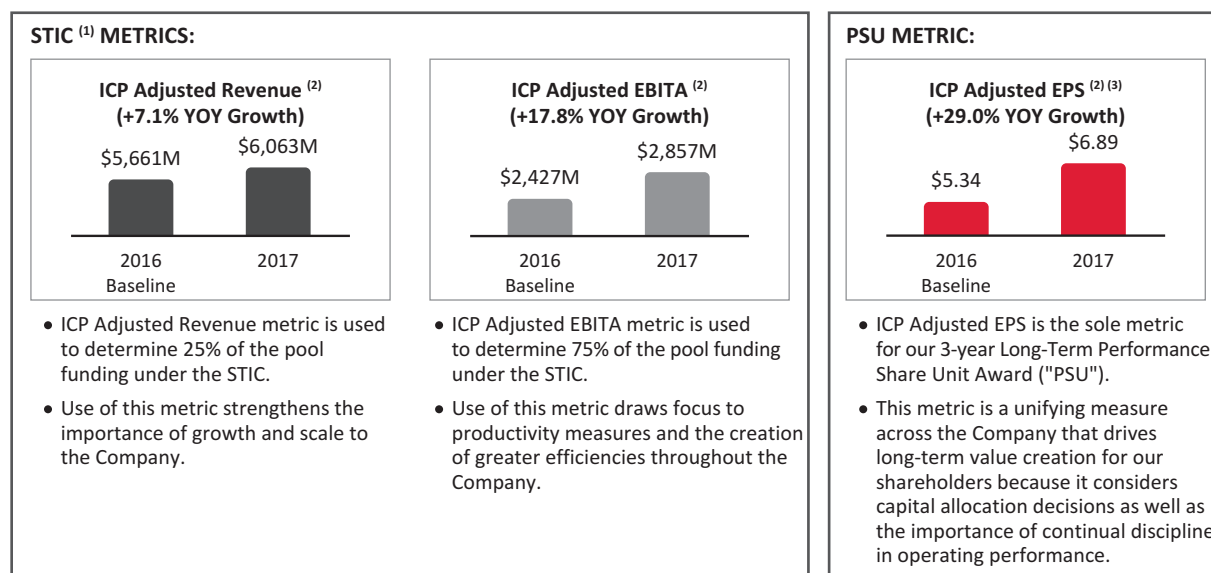 STIC (1) METRICS:
ICP Adjusted Revenue (2)
(+7.1% YOY Growth)
$5,661M
$6,063M
2016
Baseline
2017
• ICP Adjusted Revenue metric is used
to determine 25% of the pool
funding under the STIC.
• Use of this metric strengthens the
importance of growth and scale to
the Company.
ICP Adjusted EBITA (2)
(+17.8% YOY Growth)
$2,427M
$2,857M
2016
Baseline
2017
• ICP Adjusted EBITA metric is used
to determine 75% of the pool funding
under the STIC.
• Use of this metric draws focus to
productivity measures and the creation
of greater efficiencies throughout the
Company.
PSU METRIC:
ICP Adjusted EPS (2) (3)
(+29.0% YOY Growth)
$5.34
$6.89
2016
Baseline
2017
• ICP Adjusted EPS is the sole metric
for our 3-year Long-Term Performance
Share Unit Award ("PSU").
• This metric is a unifying measure
across the Company that drives
long-term value creation for our
shareholders because it considers
capital allocation decisions as well as
the importance of continual discipline
in operating performance.